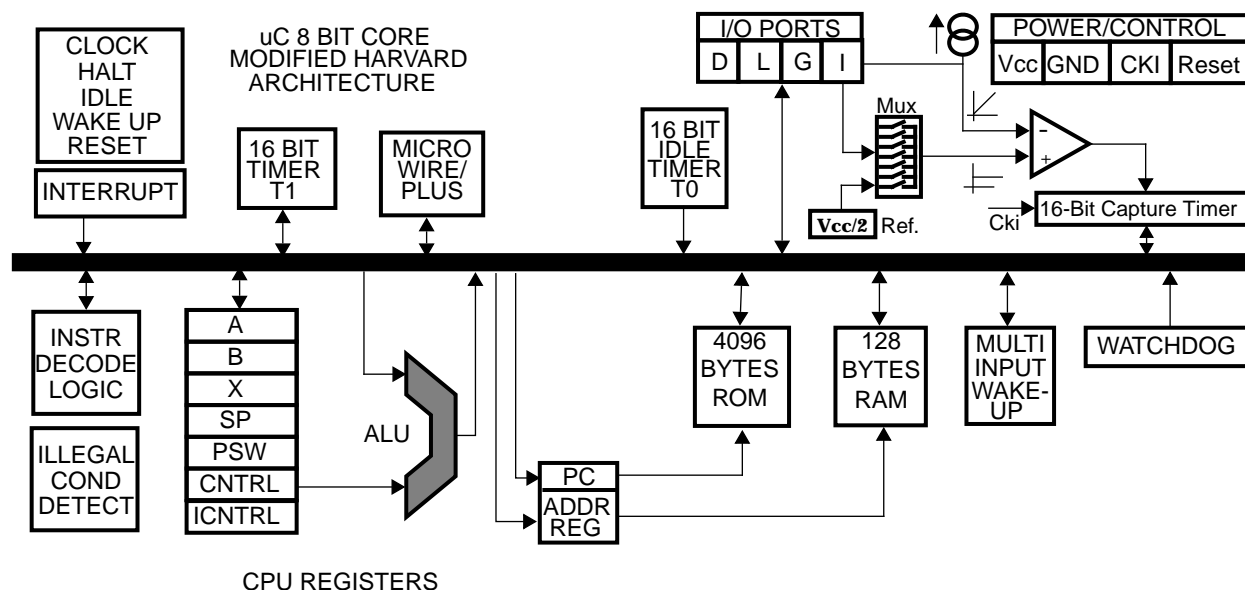 CLOCK
HALT
IDLE
WAKE UP
RESET
INTERRUPT
uC 8 BIT CORE
MODIFIED HARVARD
ARCHITECTURE
16 BIT
TIMER
T1
MICRO
WIRE/
PLUS
16 BIT
IDLE
TIMER
T0
I/O PORTS
D L G I
POWER/CONTROL
Vcc GND CKI Reset
Mux
-
+
Vcc/2 Ref.
Cki
16-Bit Capture Timer
INSTR
DECODE
LOGIC
ILLEGAL
COND
DETECT
A
B
X
SP
PSW
CNTRL
ICNTRL
CPU REGISTERS
ALU
PC
ADDR
REG
4096
BYTES
ROM
128
BYTES
RAM
MULTI
INPUT
WAKE-
UP
WATCHDOG